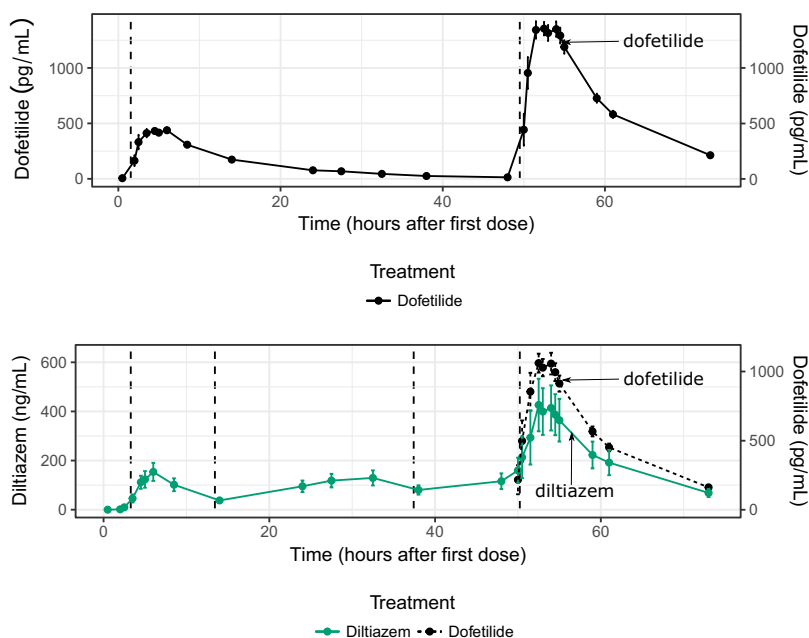 Dofetilide (pg/mL)
1000
500
0
1000
500
0
Dofetilide (pg/mL)
dofetilide
0 20 40 60
Time (hours after first dose)
Treatment
Dofetilide
Diltiazem (ng/mL)
600
400
200
0
1000
500
0
Dofetilide (pg/mL)
dofetilide
diltiazem
0 20 40 60
Time (hours after first dose)
Treatment
Diltiazem Dofetilide